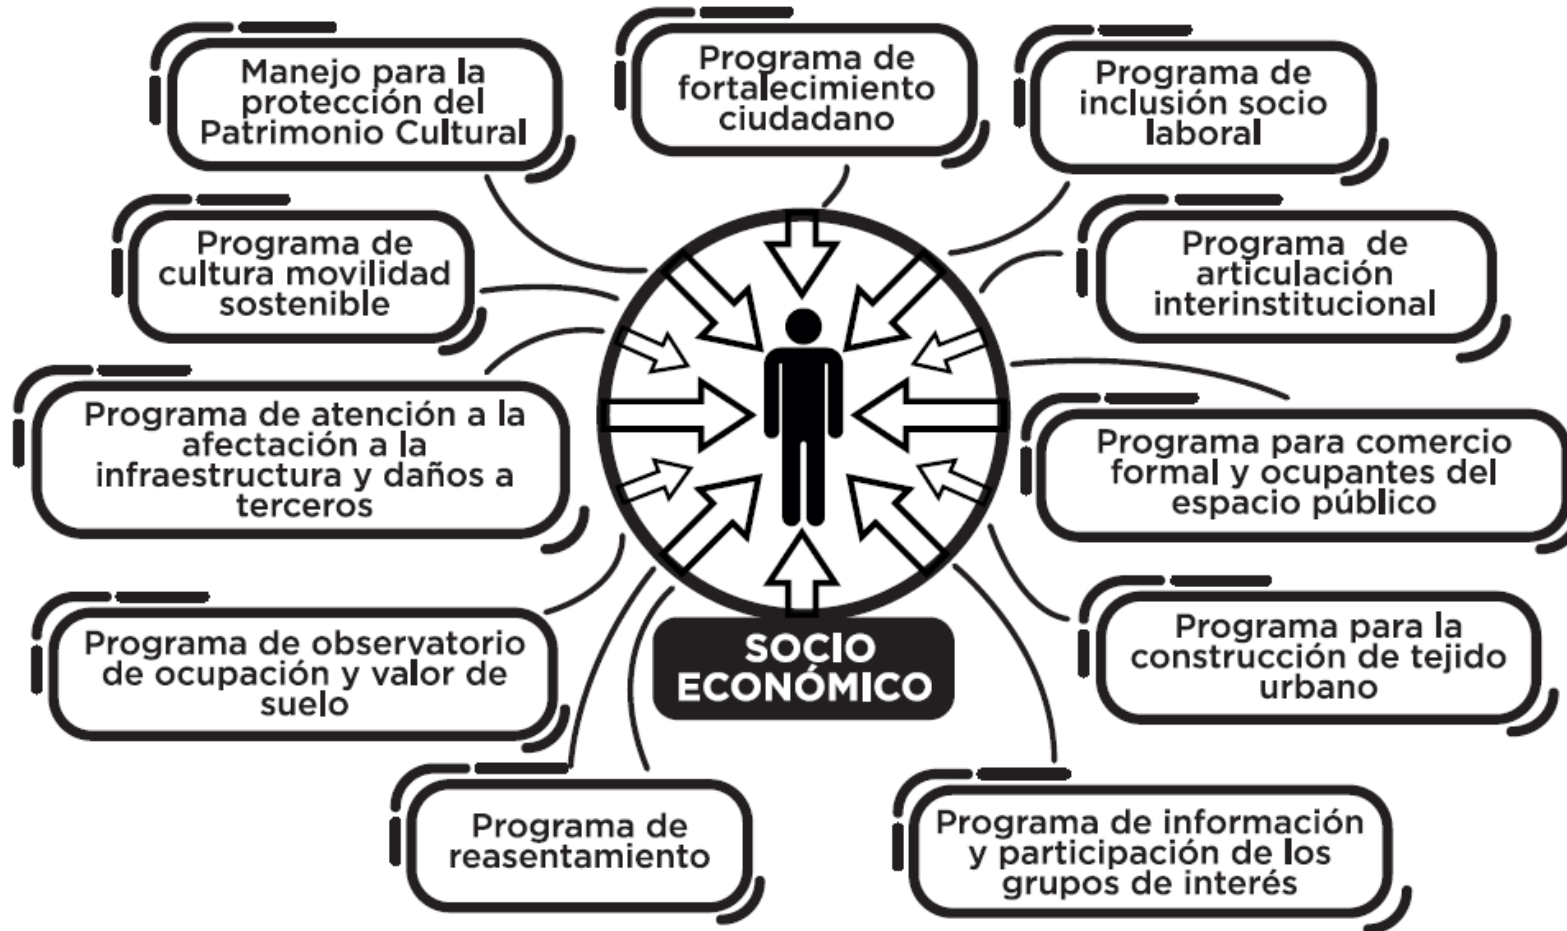 Manejo para la
protección del
Patrimonio Cultural
Programa de
fortalecimiento
ciudadano
Programa de
inclusión socio
laboral
Programa de
cultura movilidad
sostenible
Programa de
articulación
interinstitucional
Programa de atención a la
afectación a la
infraestructura y daños a
terceros
Programa para comercio
formal y ocupantes del
espacio público
Programa de observatorio
de ocupación y valor de
suelo
SOCIO
ECONÓMICO
Programa para la
construcción de tejido
urbano
Programa de
reasentamiento
Programa de información
y participación de los
grupos de interés